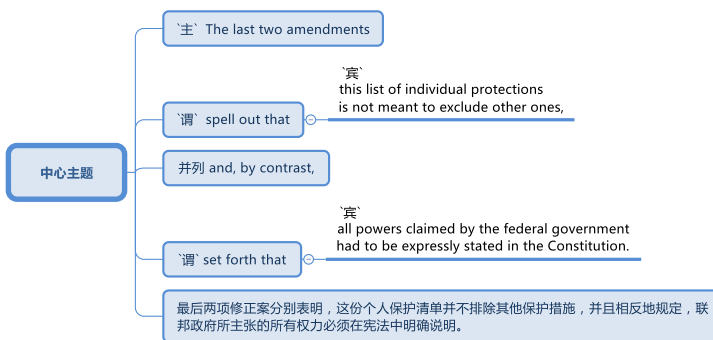 中心主题
`主`  The last two amendments
`谓`  spell out that
`宾`
this list of individual protections
is not meant to exclude other ones,
并列 and, by contrast,
`谓` set forth that
`宾`
all powers claimed by the federal government
had to be expressly stated in the Constitution.
最后两项修正案分别表明，这份个人保护清单并不排除其他保护措施，并且相反地规定，联
邦政府所主张的所有权力必须在宪法中明确说明。